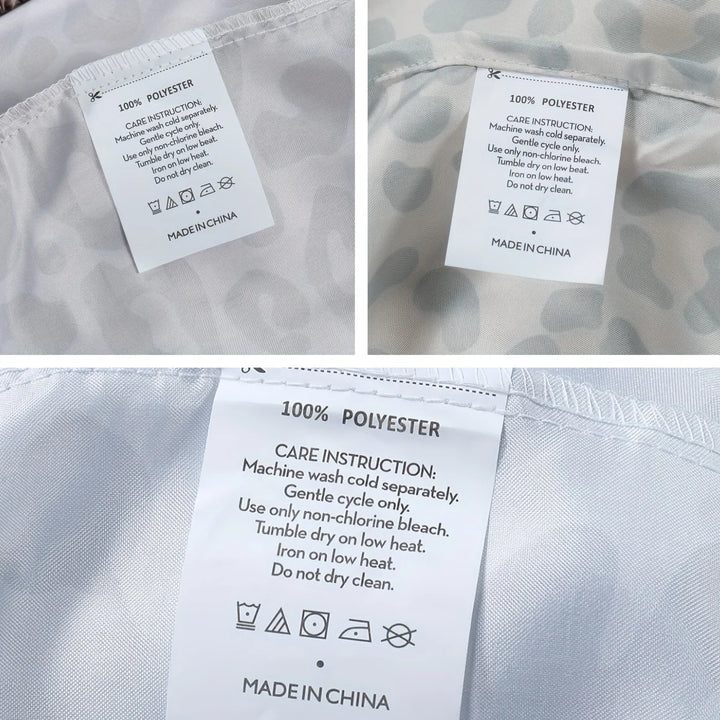 100% POLYESTER
CARE INSTRUCTION:
Machine wash cold separately.
Gentle cycle only.
Use only non-chlorine bleach.
Tumble dry on low beat.
Iron on low heat.
Do not dry clean.
MADE IN CHINA
100% POLYESTER
CARE INSTRUCTION:
Machine wash cold separately.
Gentle cycle only.
Use only non-chlorine bleach.
Tumble dry on low beat.
Iron on low heat.
Do not dry clean.
MADE IN CHINA
100% POLYESTER
CARE INSTRUCTION:
Machine wash cold separately.
Gentle cycle only.
Use only non-chlorine bleach.
Tumble dry on low heat.
Iron on low heat.
Do not dry clean.
MADE IN CHINA